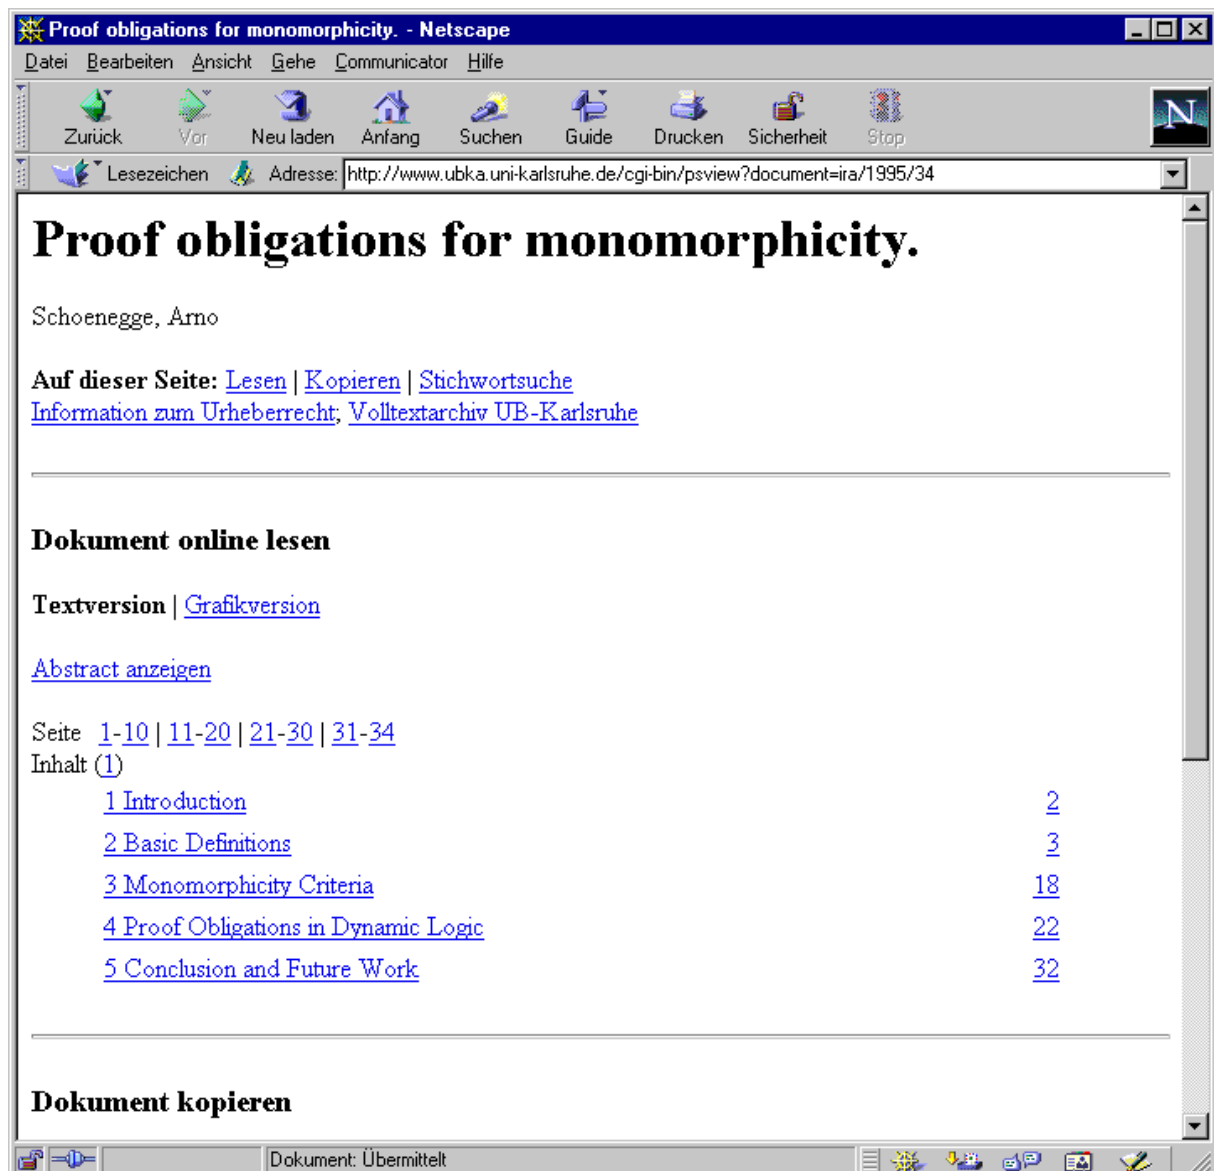 Proof obligations for monomorphicity. - Netscape
Datei Bearbeiten Ansicht Gehe Communicator Hilfe
Zurück Vor Neu laden Anfang Suchen Guide Drucken Sicherheit Stop
N
Lesezeichen Adresse: http://www.ubka.uni-karlsruhe.de/cgi-bin/psview?document=ira/1995/34
Proof obligations for monomorphicity.
Schoenegge, Arno
Auf dieser Seite: Lesen | Kopieren | Stichwortsuche
Information zum Urheberrecht; Volltextarchiv UB-Karlsruhe
Dokument online lesen
Textversion | Grafikversion
Abstract anzeigen
Seite 1-10 | 11-20 | 21-30 | 31-34
Inhalt (1)
1 Introduction 2
2 Basic Definitions 3
3 Monomorphicity Criteria 18
4 Proof Obligations in Dynamic Logic 22
5 Conclusion and Future Work 32
Dokument kopieren
Dokument: Übermittelt